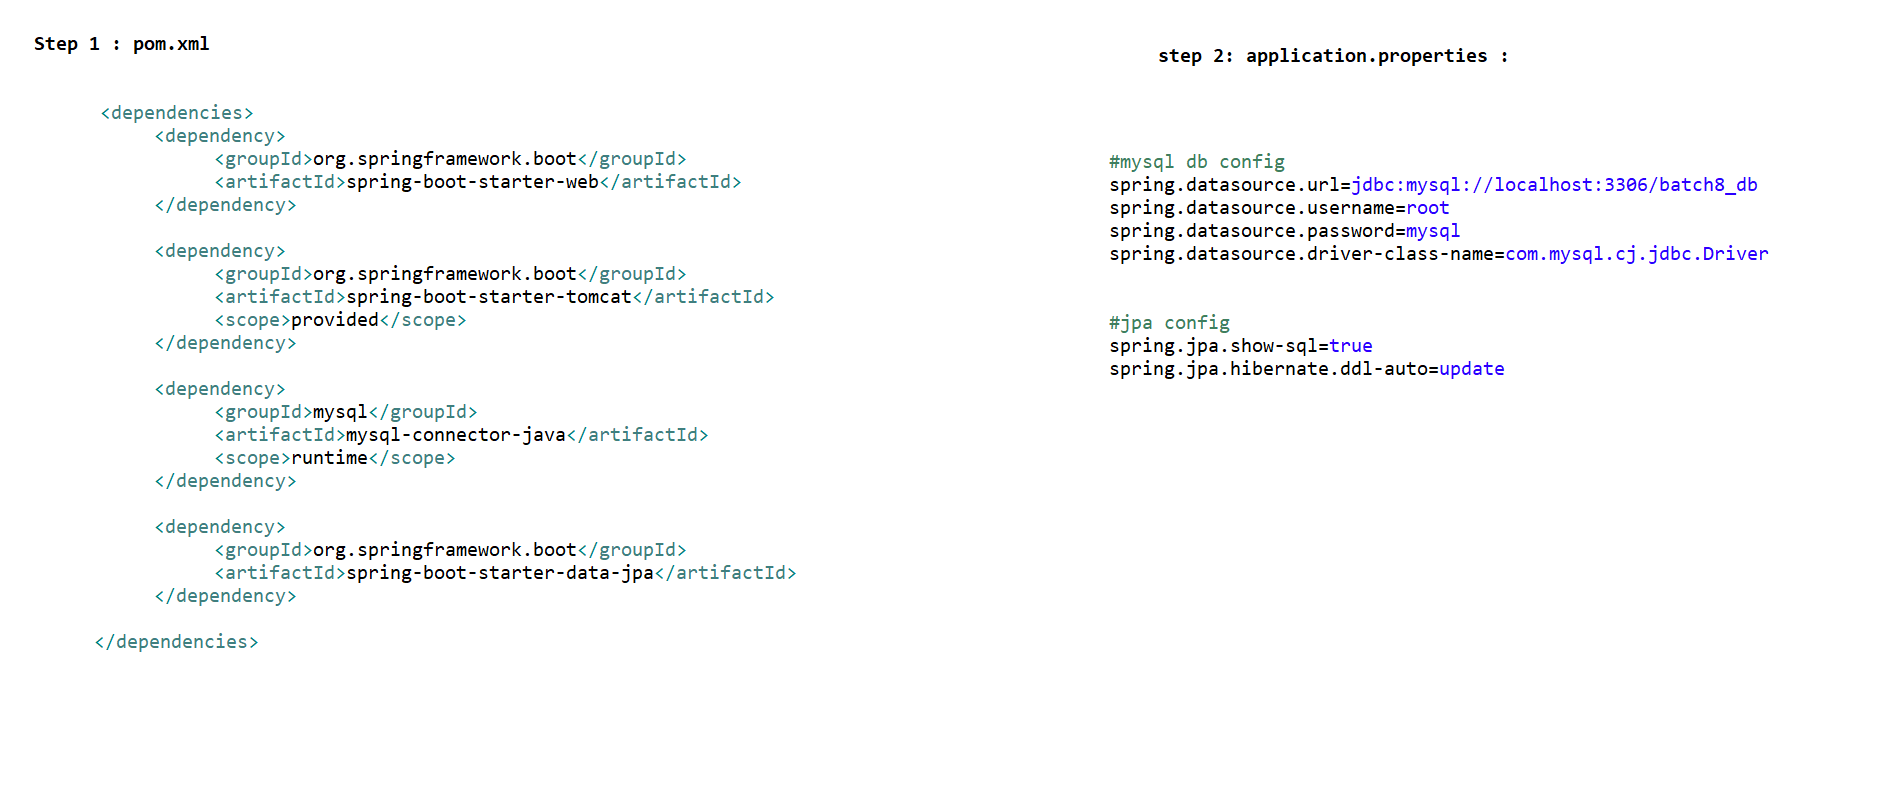 Step 1 : pom.xml
<dependencies>
<dependency>
<groupId>org.springframework.boot</groupId>
<artifactId>spring-boot-starter-web</artifactId>
</dependency>
<dependency>
<groupId>org.springframework.boot</groupId>
<artifactId>spring-boot-starter-tomcat</artifactId>
<scope>provided</scope>
</dependency>
<dependency>
<groupId>mysql</groupId>
<artifactId>mysql-connector-java</artifactId>
<scope>runtime</scope>
</dependency>
<dependency>
<groupId>org.springframework.boot</groupId>
<artifactId>spring-boot-starter-data-jpa</artifactId>
</dependency>
</dependencies>
step 2: application.properties :
#mysql db config
spring.datasource.url=jdbc:mysql://localhost:3306/batch8_db
spring.datasource.username=root
spring.datasource.password=mysql
spring.datasource.driver-class-name=com.mysql.cj.jdbc.Driver
#jpa config
spring.jpa.show-sql=true
spring.jpa.hibernate.ddl-auto=update